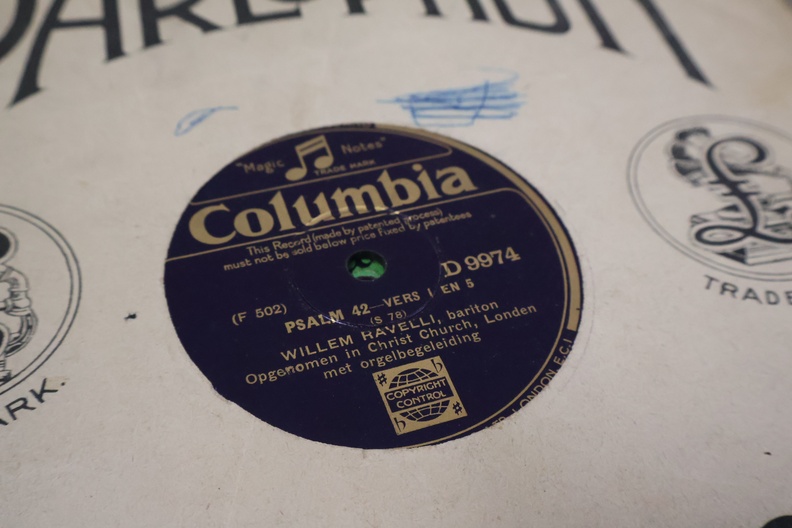 PARLOPHON
"Magic Notes"
TRADE MARK
Columbia
This Record (made by patented process)
must not be sold below price fixed by patentees
D 9974
(F 502)
PSALM 42—VERS 1 EN 5
(S 78)
WILLEM RAVELLI, bariton
Opgenomen in Christ Church, Londen
met orgelbegeleiding
COPYRIGHT
CONTROL
LONDON E.C.1
TRADE
ARK.